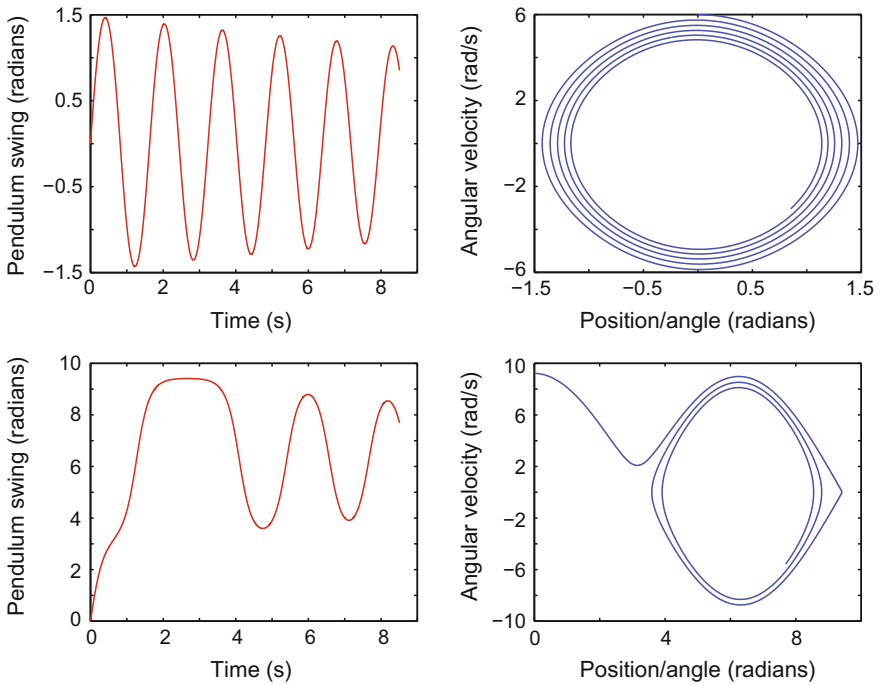 Pendulum swing (radians)
1.5
0.5
−0.5
−1.5
0 2 4 6 8
Time (s)
Angular velocity (rad/s)
6
2
−2
−6
−1.5 −0.5 0.5 1.5
Position/angle (radians)
Pendulum swing (radians)
10
8
6
4
2
0
0 2 4 6 8
Time (s)
Angular velocity (rad/s)
10
6
2
−2
−6
−10
0 4 8
Position/angle (radians)